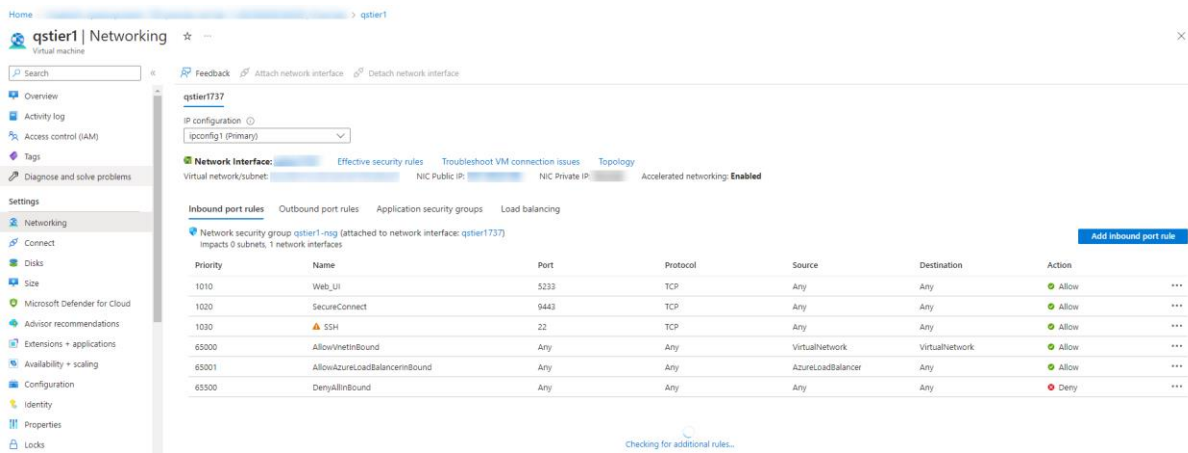 Home > qstier1
qstier1 | Networking
Virtual machine
Search
Feedback Attach network interface Detach network interface
Overview
Activity log
Access control (IAM)
Tags
Diagnose and solve problems
Settings
Networking
Connect
Disks
Size
Microsoft Defender for Cloud
Advisor recommendations
Extensions + applications
Availability + scaling
Configuration
Identity
Properties
Locks
qstier1737
IP configuration
ipconfig1 (Primary)
Network Interface: Effective security rules Troubleshoot VM connection issues Topology
Virtual network/subnet: NIC Public IP: NIC Private IP: Accelerated networking: Enabled
Inbound port rules Outbound port rules Application security groups Load balancing
Network security group qstier1-nsg (attached to network interface: qstier1737)
Impacts 0 subnets, 1 network interfaces
Add inbound port rule
Priority Name Port Protocol Source Destination Action
1010 Web_UI 5233 TCP Any Any Allow
1020 SecureConnect 9443 TCP Any Any Allow
1030 SSH 22 TCP Any Any Allow
65000 AllowVnetInBound Any Any VirtualNetwork VirtualNetwork Allow
65001 AllowAzureLoadBalancerInBound Any Any AzureLoadBalancer Any Allow
65500 DenyAllInBound Any Any Any Any Deny
Checking for additional rules...